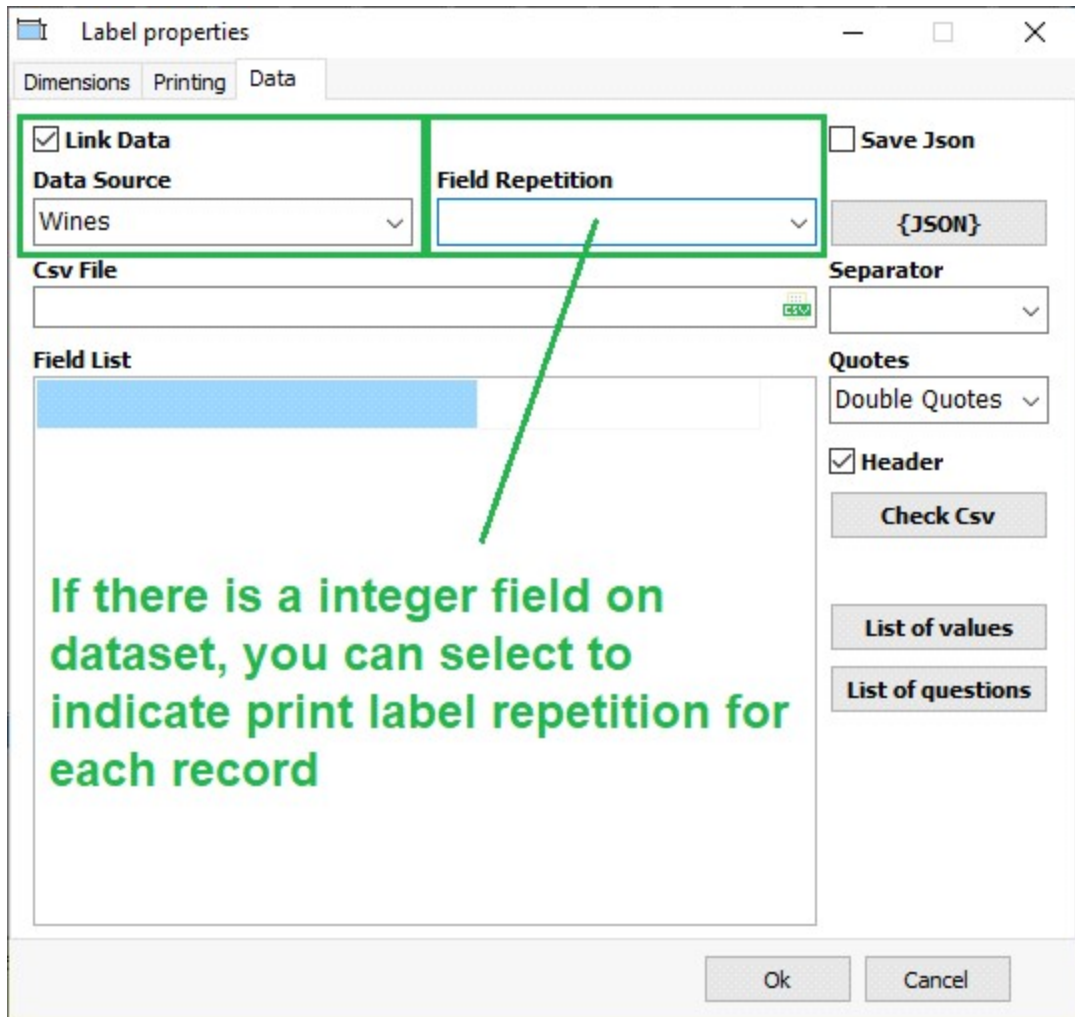 Label properties
Dimensions Printing Data
Link Data
Save Json
Data Source
Field Repetition
Wines
{JSON}
Csv File
Separator
CSV
Field List
Quotes
Double Quotes
Header
Check Csv
If there is a integer field on
dataset, you can select to
indicate print label repetition for
each record
List of values
List of questions
Ok
Cancel